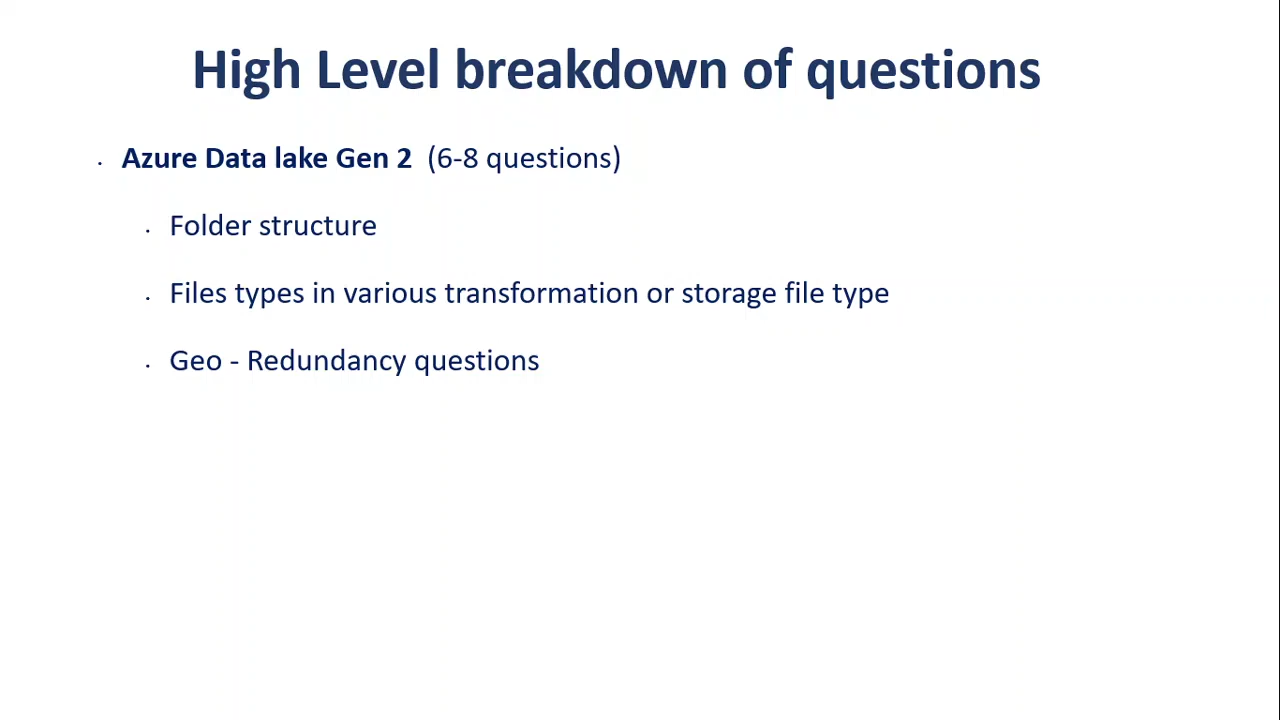 High Level breakdown of questions
· Azure Data lake Gen 2 (6-8 questions)
· Folder structure
· Files types in various transformation or storage file type
· Geo - Redundancy questions